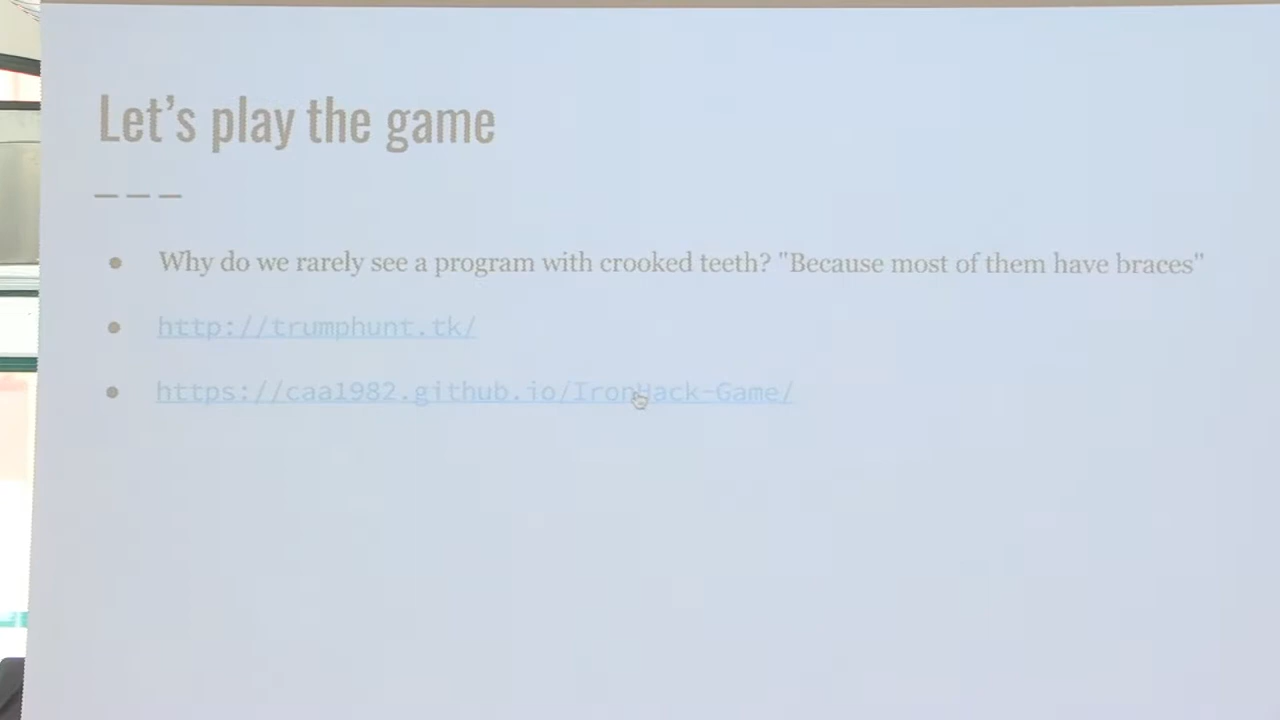 Let's play the game
Why do we rarely see a program with crooked teeth? "Because most of them have braces"
http://trumphunt.tk/
https://caa1982.github.io/IronHack-Game/